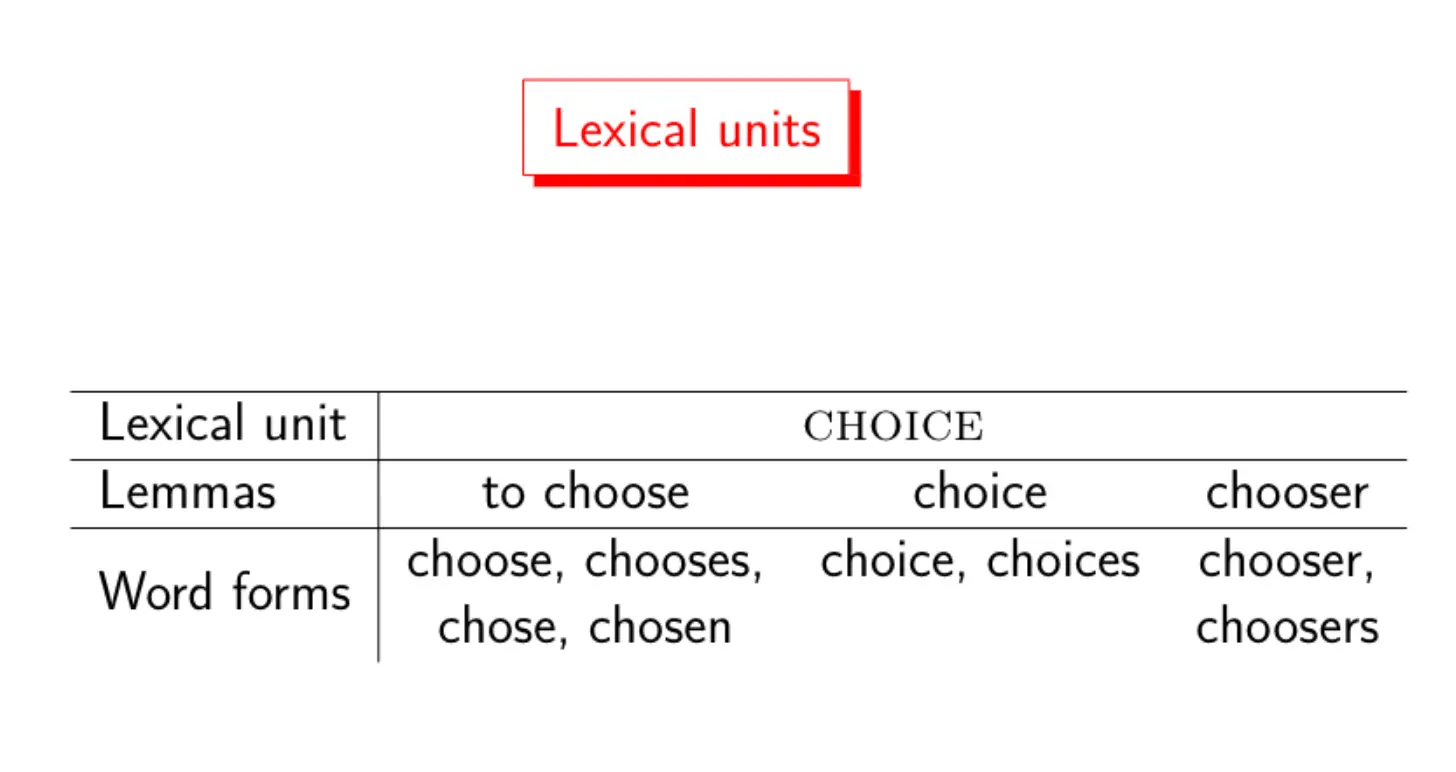 Lexical units
Lexical unit CHOICE
Lemmas to choose choice chooser
Word forms choose, chooses, choice, choices chooser,
chose, chosen choosers